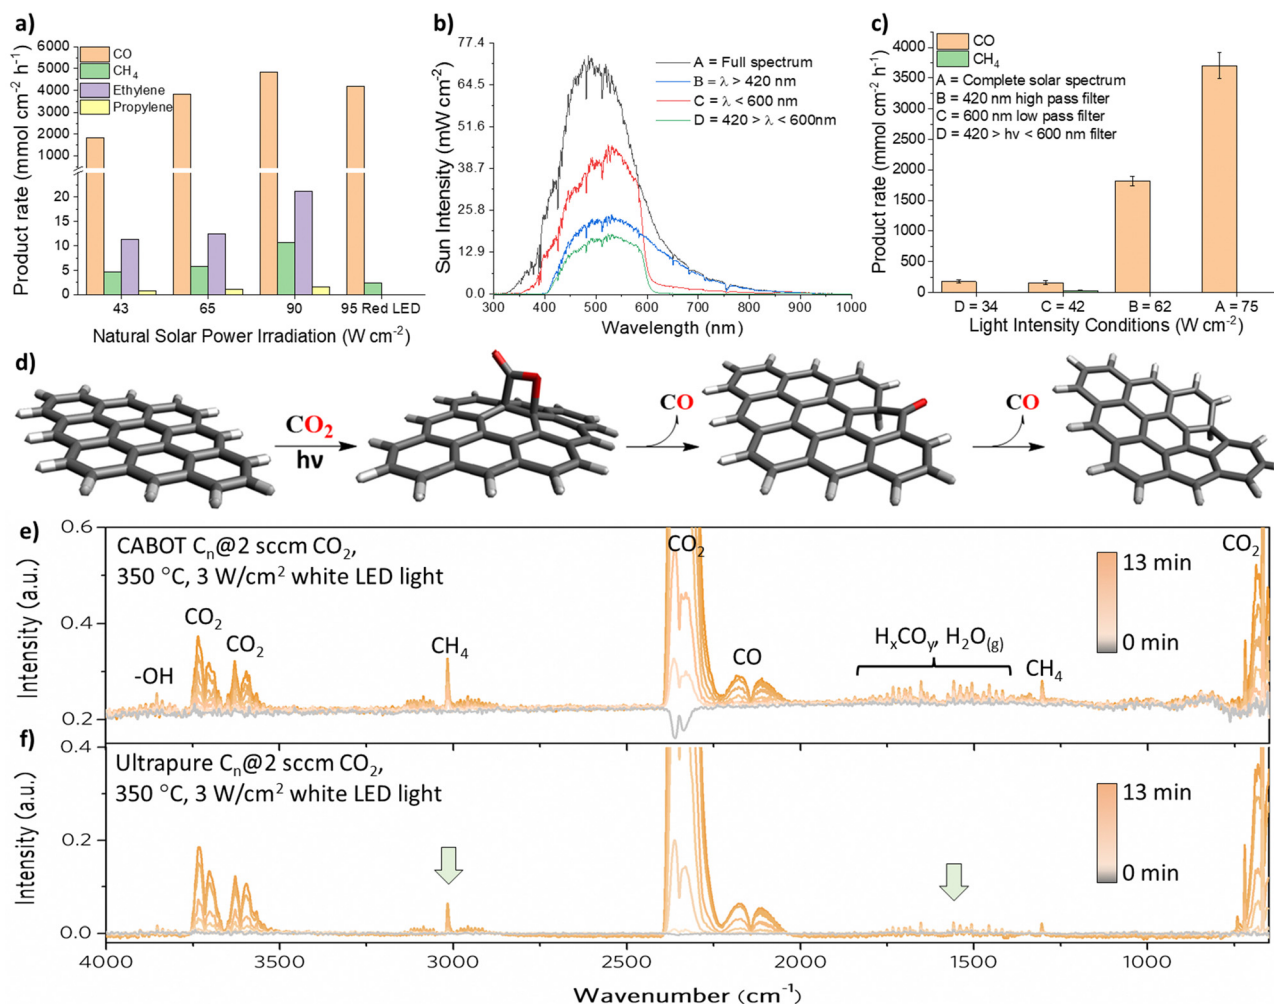 a)
CO
CH4
Ethylene
Propylene
Product rate (mmol cm-2 h-1)
6000
5000
4000
3000
2000
1000
20
15
10
5
0
43
65
90
95 Red LED
Natural Solar Power Irradiation (W cm-2)
b)
A = Full spectrum
B = λ > 420 nm
C = λ < 600 nm
D = 420 > λ < 600nm
Sun Intensity (mW cm-2)
77.4
64.5
51.6
38.7
25.8
12.9
0.0
300 400 500 600 700 800 900 1000
Wavelength (nm)
c)
CO
CH4
A = Complete solar spectrum
B = 420 nm high pass filter
C = 600 nm low pass filter
D = 420 > hν < 600 nm filter
Product rate (mmol cm-2 h-1)
4000
3500
3000
2500
2000
1500
1000
500
0
D = 34
C = 42
B = 62
A = 75
Light Intensity Conditions (W cm-2)
d)
CO2
hν
CO
CO
e)
CABOT Cn@2 sccm CO2,
350 °C, 3 W/cm2 white LED light
Intensity (a.u.)
0.6
0.4
0.2
-OH
CO2
CO2
CH4
CO2
CO
HxCOy, H2O(g)
CH4
CO2
13 min
0 min
f)
Ultrapure Cn@2 sccm CO2,
350 °C, 3 W/cm2 white LED light
Intensity (a.u.)
0.4
0.2
0.0
13 min
0 min
4000 3500 3000 2500 2000 1500 1000
Wavenumber (cm-1)